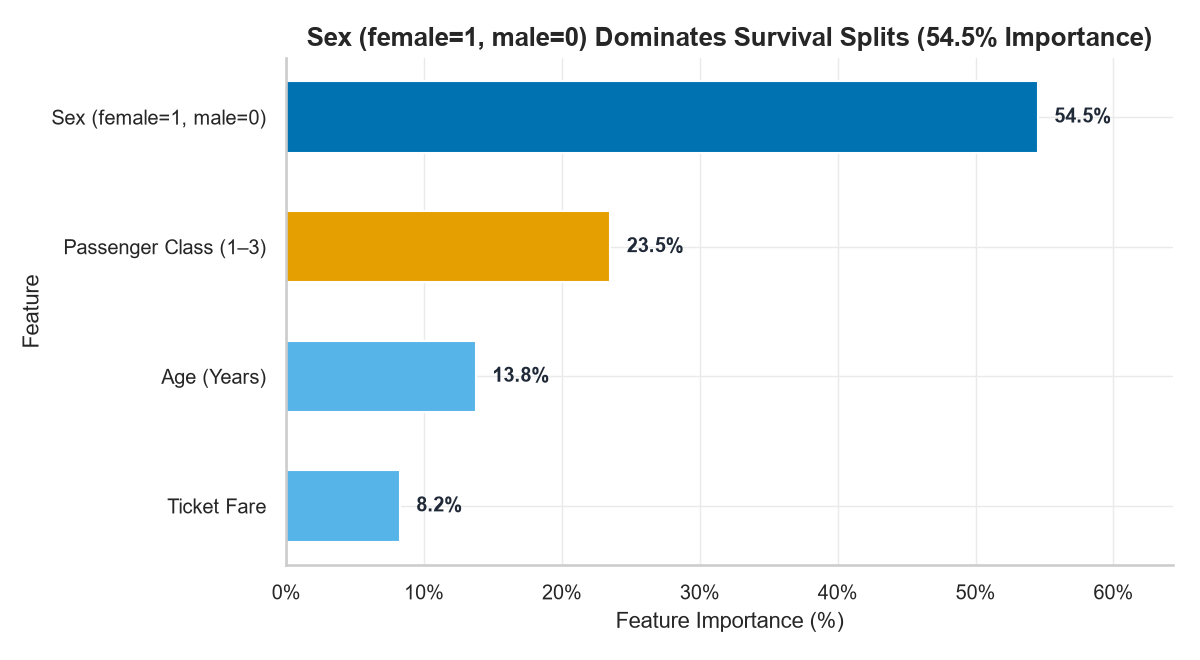 Sex (female=1, male=0) Dominates Survival Splits (54.5% Importance)
Sex (female=1, male=0)
54.5%
Passenger Class (1–3)
23.5%
Feature
Age (Years)
13.8%
Ticket Fare
8.2%
0% 10% 20% 30% 40% 50% 60%
Feature Importance (%)